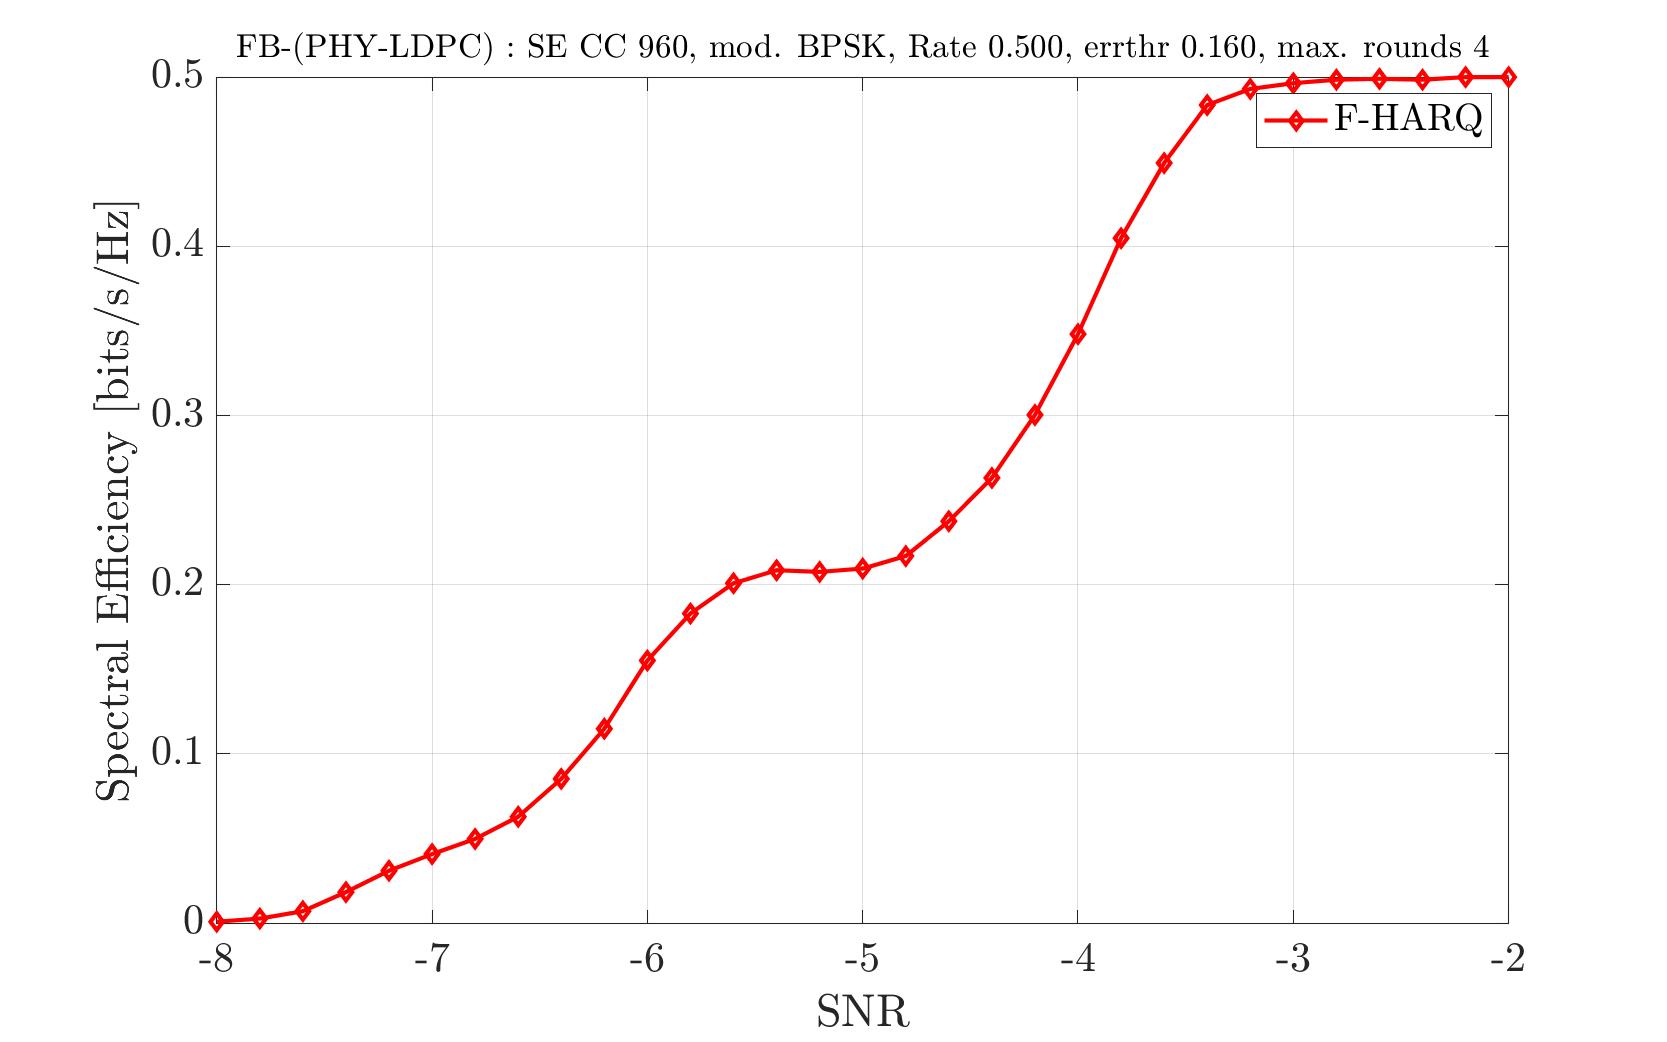 FB-(PHY-LDPC) : SE CC 960, mod. BPSK, Rate 0.500, errthr 0.160, max. rounds 4
0.5
F-HARQ
0.4
0.3
0.2
0.1
0
Spectral Efficiency [bits/s/Hz]
-8 -7 -6 -5 -4 -3 -2
SNR